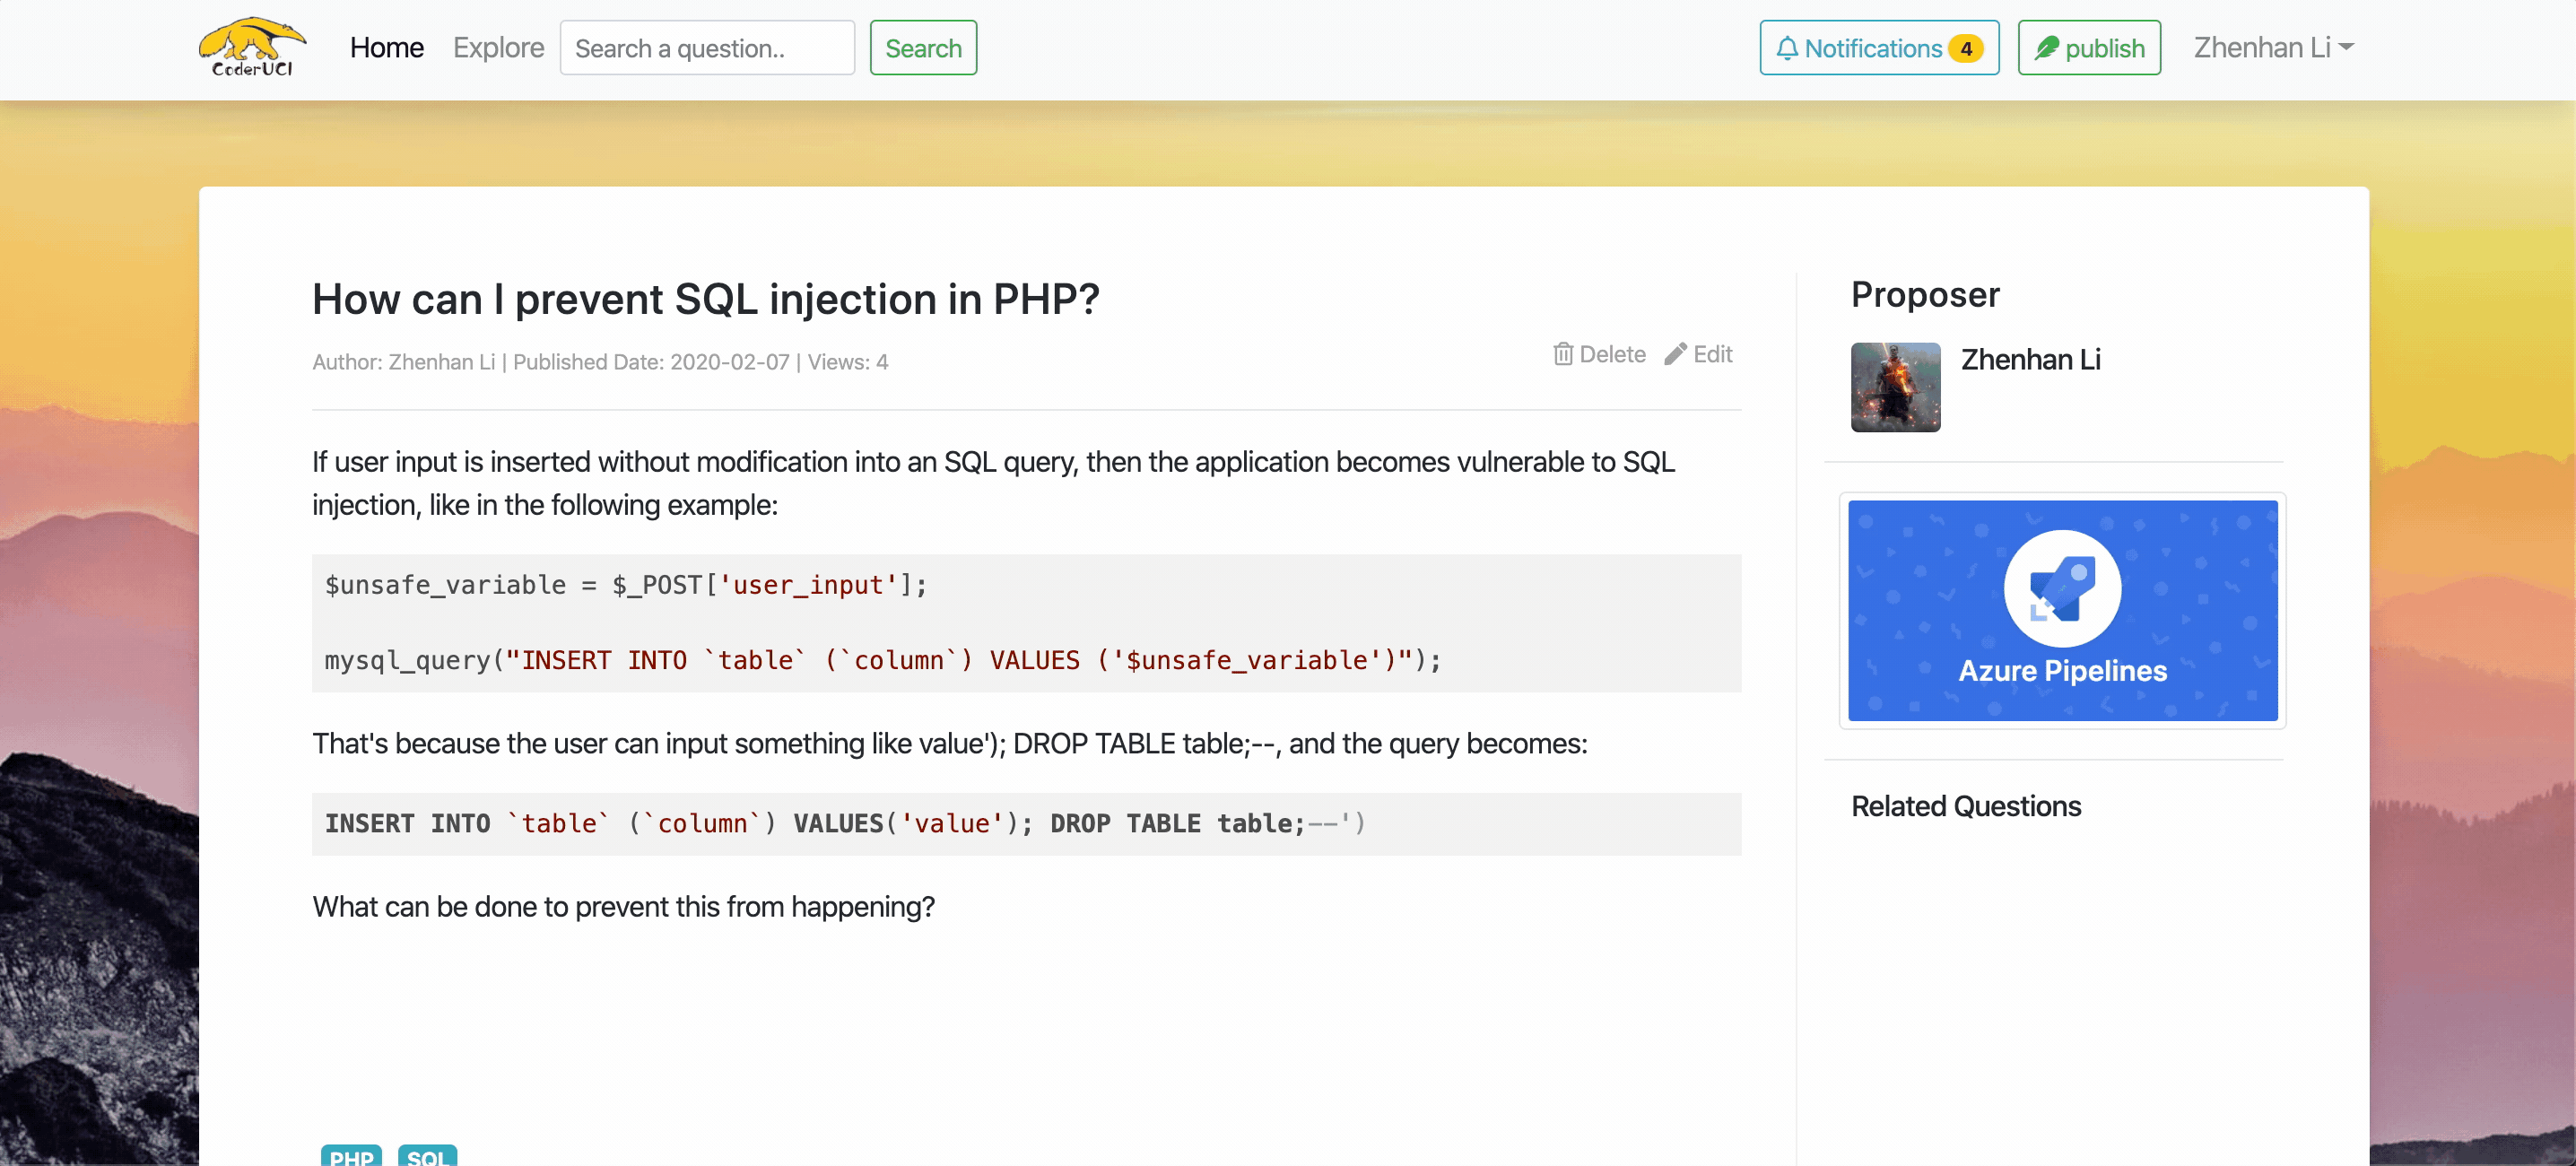 CoderUCI
Home Explore Search a question.. Search Notifications 4 publish Zhenhan Li
How can I prevent SQL injection in PHP?
Author: Zhenhan Li | Published Date: 2020-02-07 | Views: 4
Delete Edit
If user input is inserted without modification into an SQL query, then the application becomes vulnerable to SQL
injection, like in the following example:
$unsafe_variable = $_POST['user_input'];
mysql_query("INSERT INTO `table` (`column`) VALUES ('$unsafe_variable')");
That's because the user can input something like value'); DROP TABLE table;--, and the query becomes:
INSERT INTO `table` (`column`) VALUES('value'); DROP TABLE table;--')
What can be done to prevent this from happening?
PHP SQL
Proposer
Zhenhan Li
Azure Pipelines
Related Questions